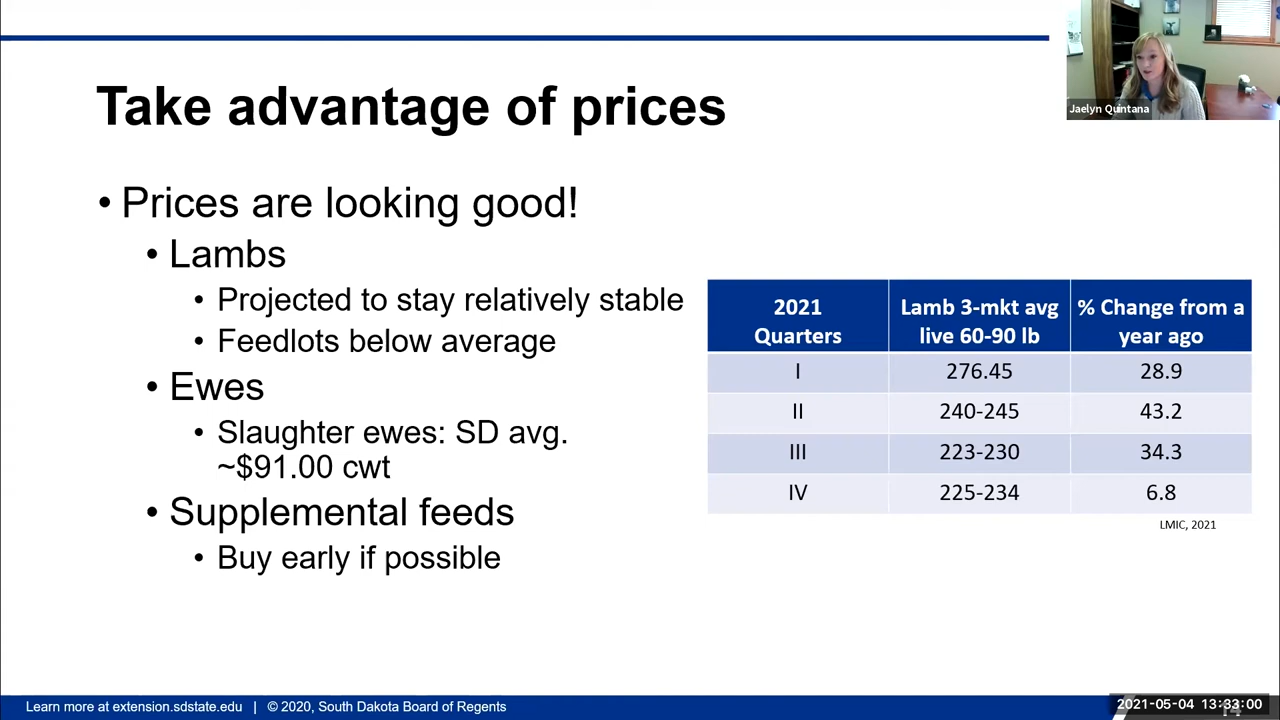 Take advantage of prices
Jaelyn Quintana
• Prices are looking good!
• Lambs
• Projected to stay relatively stable
• Feedlots below average
• Ewes
• Slaughter ewes: SD avg.
~$91.00 cwt
• Supplemental feeds
• Buy early if possible
2021 Quarters | Lamb 3-mkt avg live 60-90 lb | % Change from a year ago
I 276.45 28.9
II 240-245 43.2
III 223-230 34.3
IV 225-234 6.8
LMIC, 2021
Learn more at extension.sdstate.edu | © 2020, South Dakota Board of Regents
2021-05-04 13:33:00